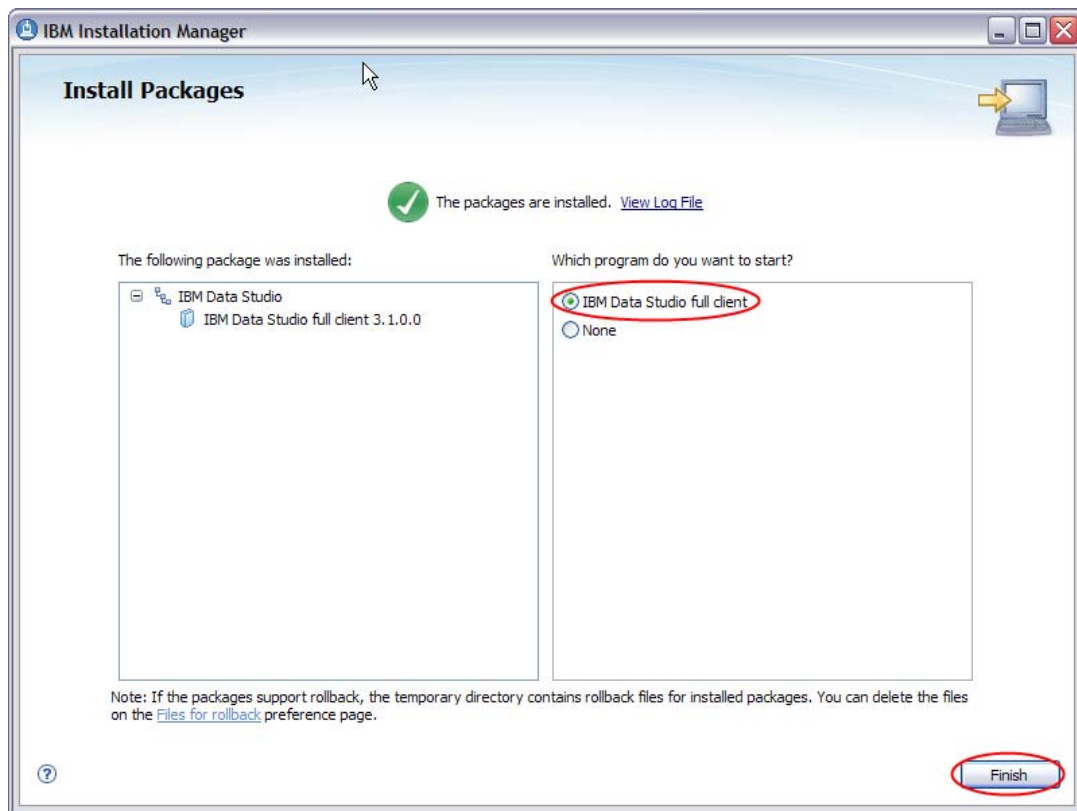 IBM Installation Manager
Install Packages
The packages are installed. View Log File
The following package was installed:
IBM Data Studio
IBM Data Studio full client 3.1.0.0
Which program do you want to start?
IBM Data Studio full client
None
Note: If the packages support rollback, the temporary directory contains rollback files for installed packages. You can delete the files
on the Files for rollback preference page.
?
Finish